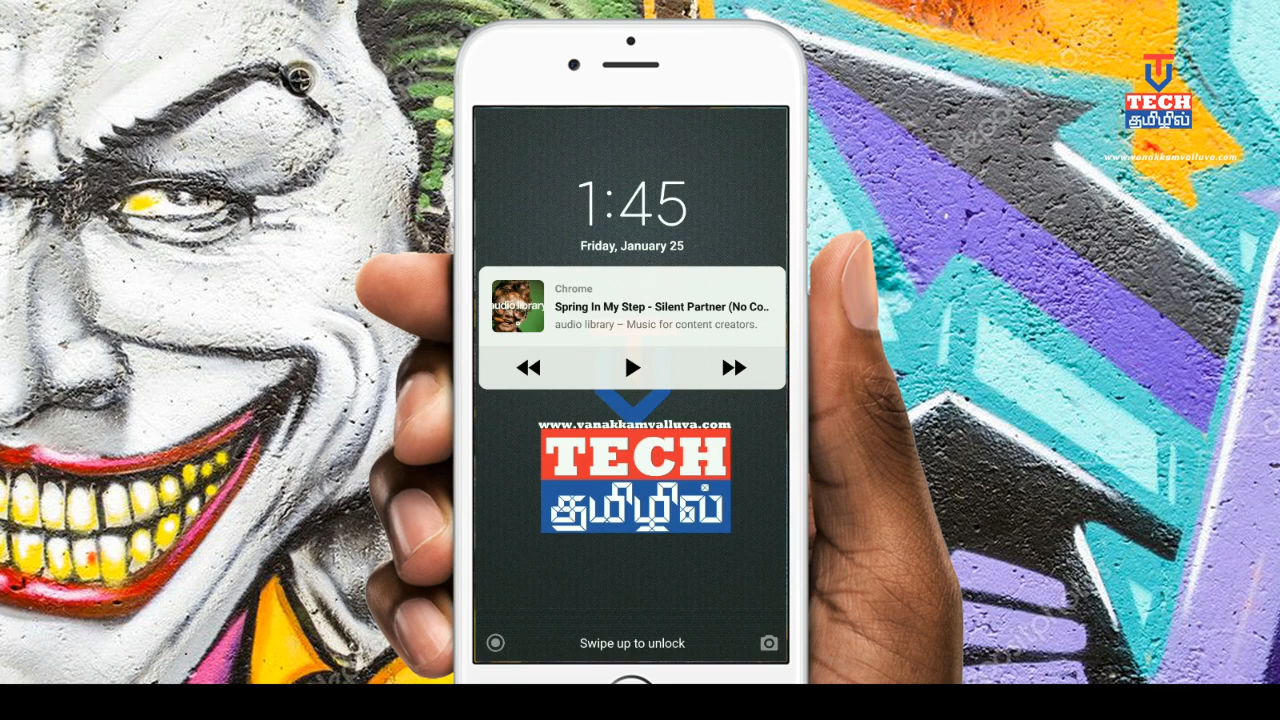 TECH
தமிழில்
www.vanakkamvalluva.com
1:45
Friday, January 25
Chrome
audio library
Spring In My Step - Silent Partner (No Co..
audio library – Music for content creators.
www.vanakkamvalluva.com
TECH
தமிழில்
Swipe up to unlock